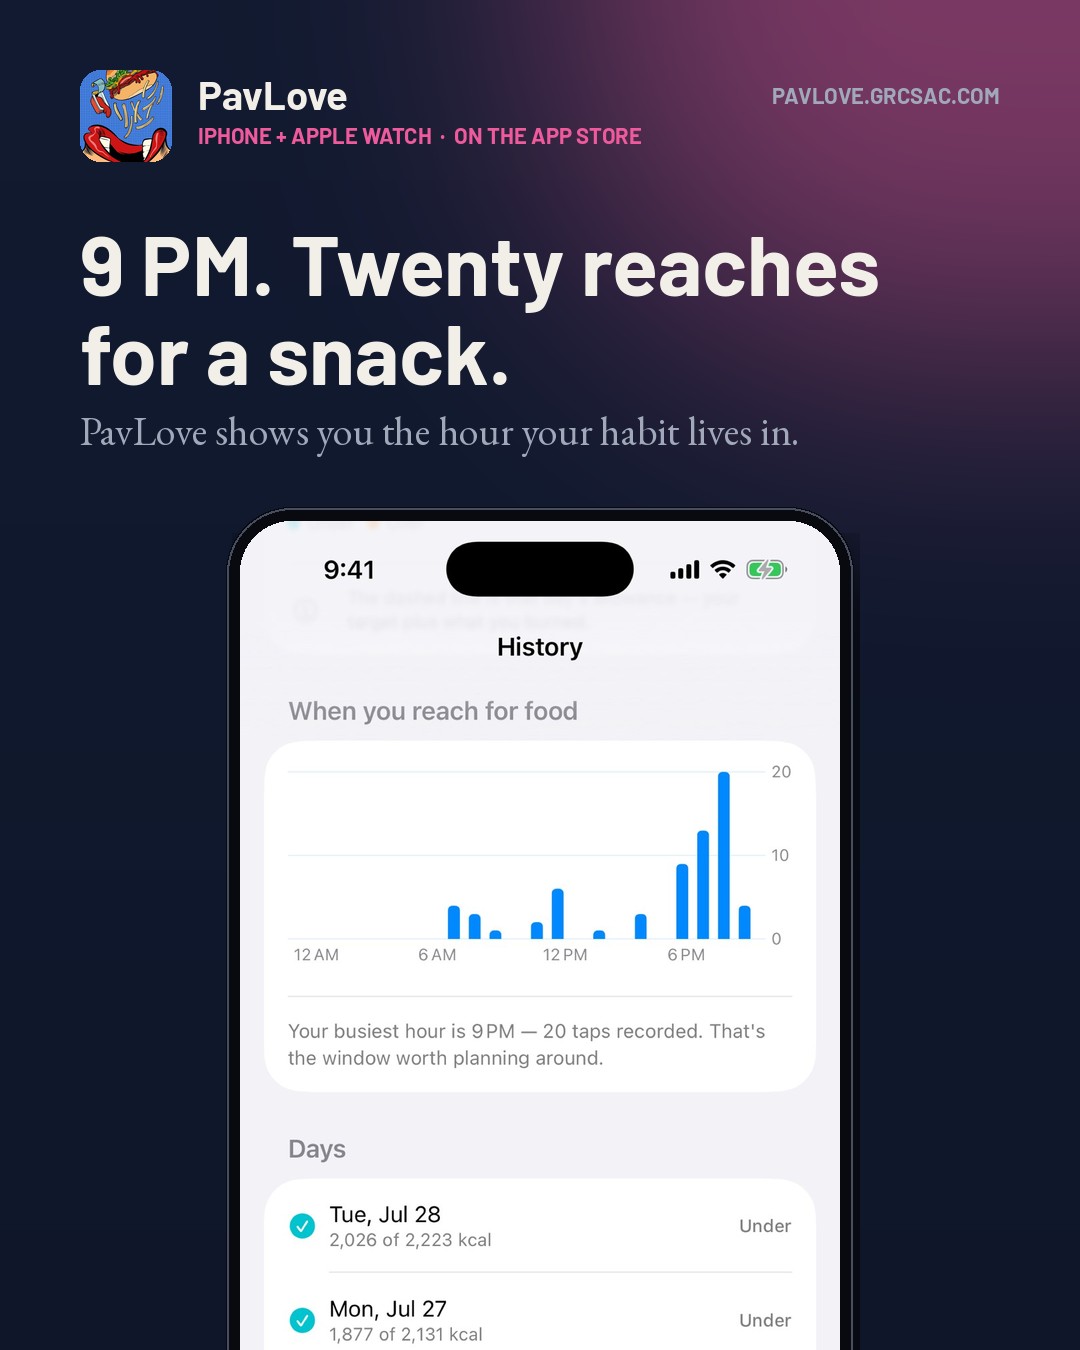 PavLove
IPHONE + APPLE WATCH · ON THE APP STORE
PAVLOVE.GRCSAC.COM
9 PM. Twenty reaches
for a snack.
PavLove shows you the hour your habit lives in.
9:41
History
When you reach for food
20
10
0
12 AM 6 AM 12 PM 6 PM
Your busiest hour is 9 PM — 20 taps recorded. That's
the window worth planning around.
Days
Tue, Jul 28
2,026 of 2,223 kcal
Under
Mon, Jul 27
1,877 of 2,131 kcal
Under